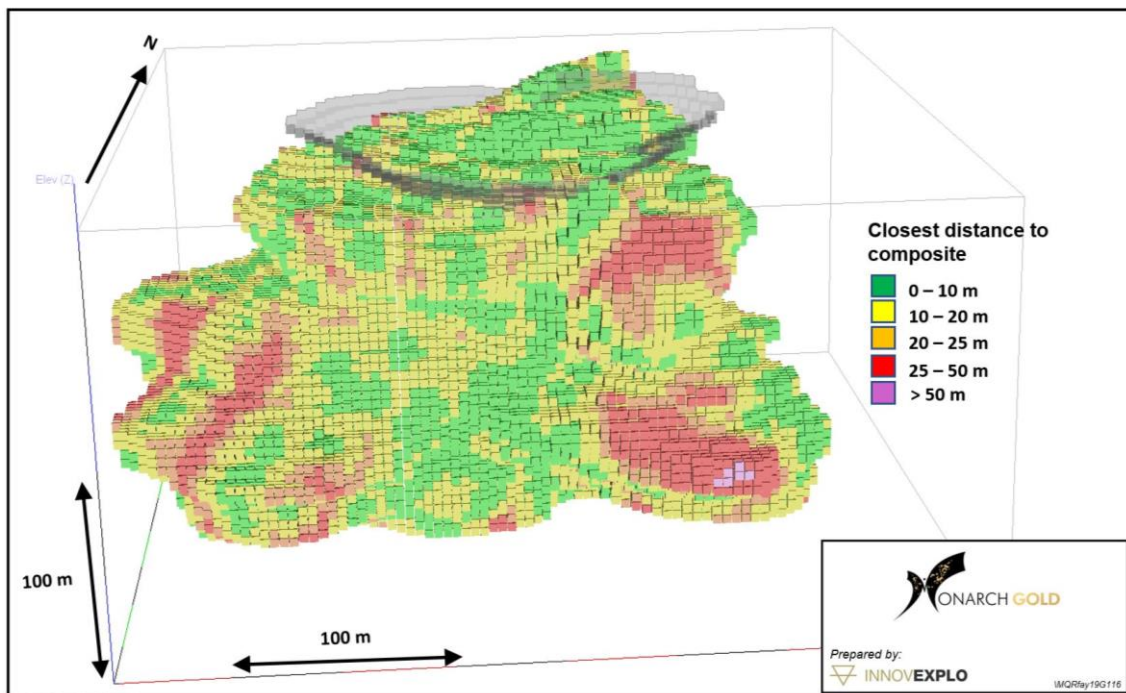 N
Elev (Z)
Closest distance to
composite
0 – 10 m
10 – 20 m
20 – 25 m
25 – 50 m
> 50 m
100 m
100 m
MONARCH GOLD
Prepared by:
INNOVEXPLO
\MQRfay19G116